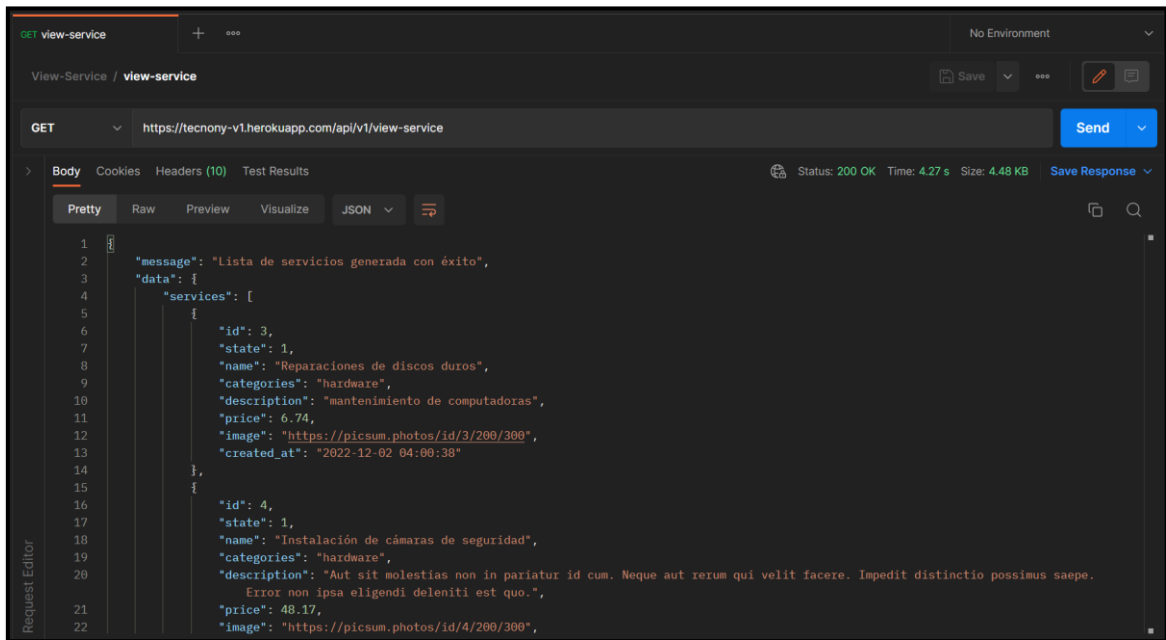 GET view-service + ooo No Environment
View-Service / view-service Save ooo
GET https://tecnony-v1.herokuapp.com/api/v1/view-service Send
Body Cookies Headers (10) Test Results Status: 200 OK Time: 4.27 s Size: 4.48 KB Save Response
Pretty Raw Preview Visualize JSON
1 {
2 "message": "Lista de servicios generada con éxito",
3 "data": {
4 "services": [
5 {
6 "id": 3,
7 "state": 1,
8 "name": "Reparaciones de discos duros",
9 "categories": "hardware",
10 "description": "mantenimiento de computadoras",
11 "price": 6.74,
12 "image": "https://picsum.photos/id/3/200/300",
13 "created_at": "2022-12-02 04:00:38"
14 },
15 {
16 "id": 4,
17 "state": 1,
18 "name": "Instalación de cámaras de seguridad",
19 "categories": "hardware",
20 "description": "Aut sit molestias non in pariatur id cum. Neque aut rerum qui velit facere. Impedit distinctio possimus saepe.
Error non ipsa eligendi deleniti est quo.",
21 "price": 48.17,
22 "image": "https://picsum.photos/id/4/200/300",
Request Editor